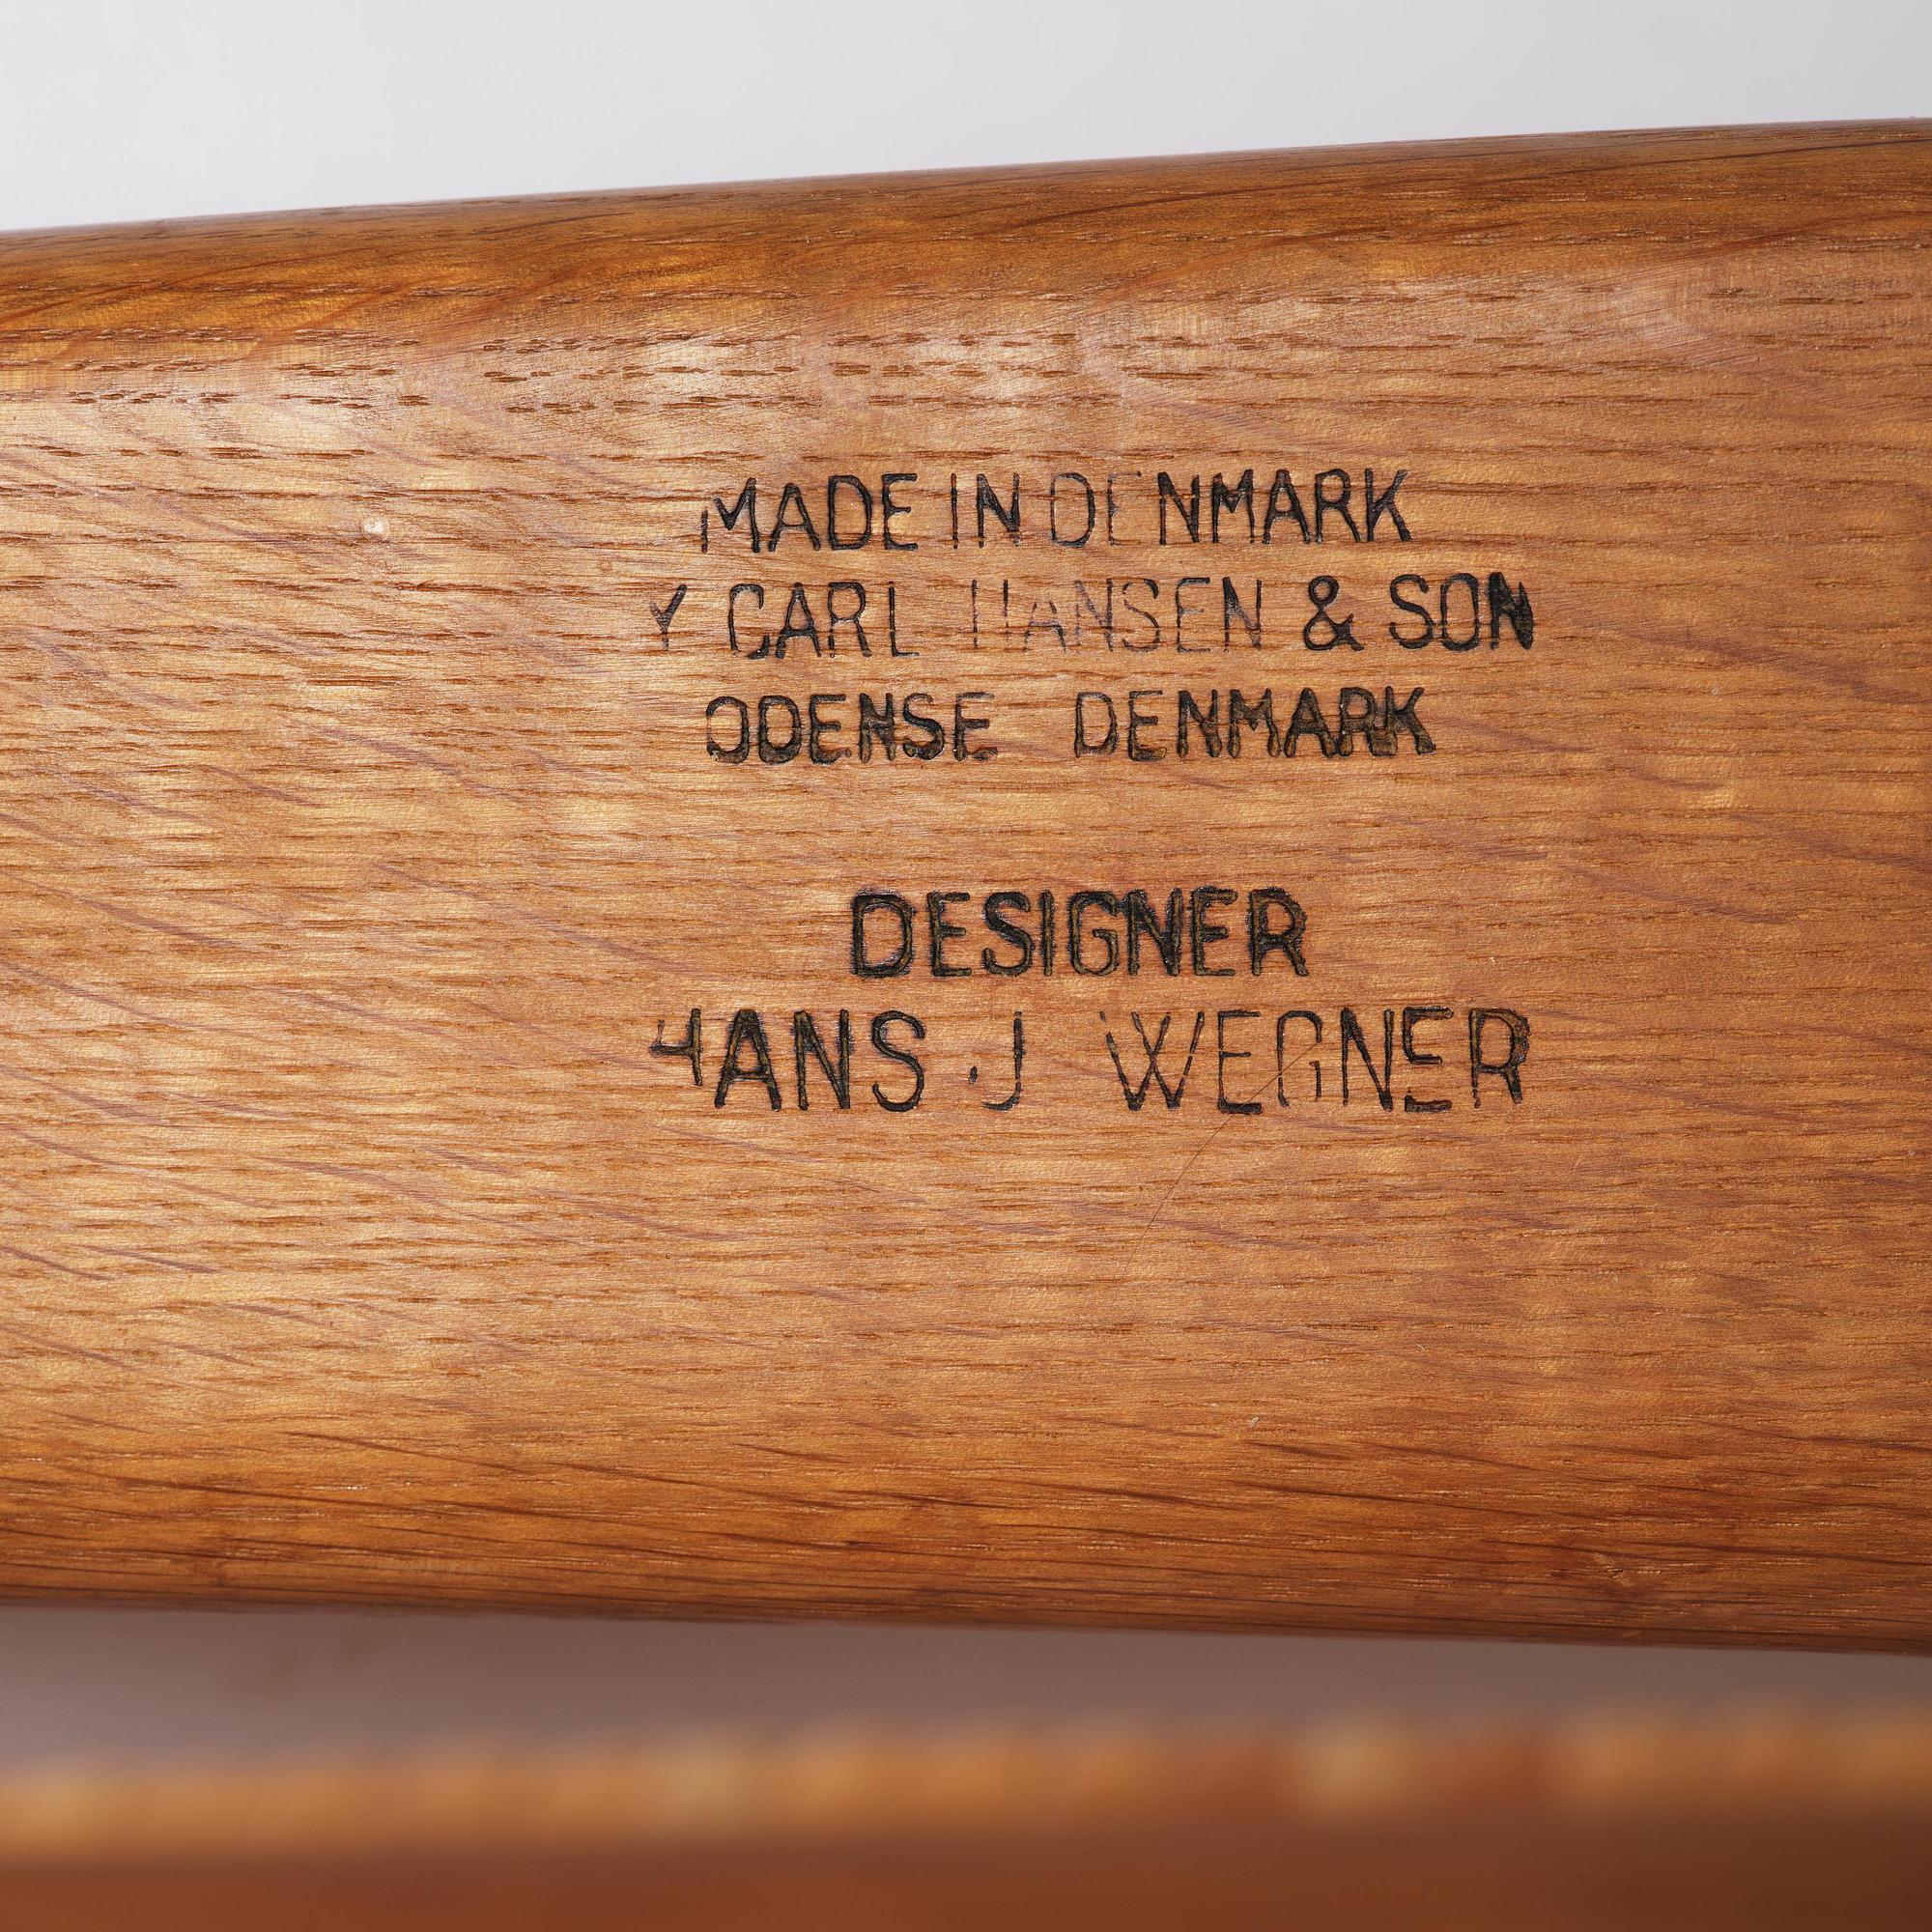 MADE IN DENMARK
Y CARL HANSEN & SON
ODENSE DENMARK
DESIGNER
HANS J WEGNER